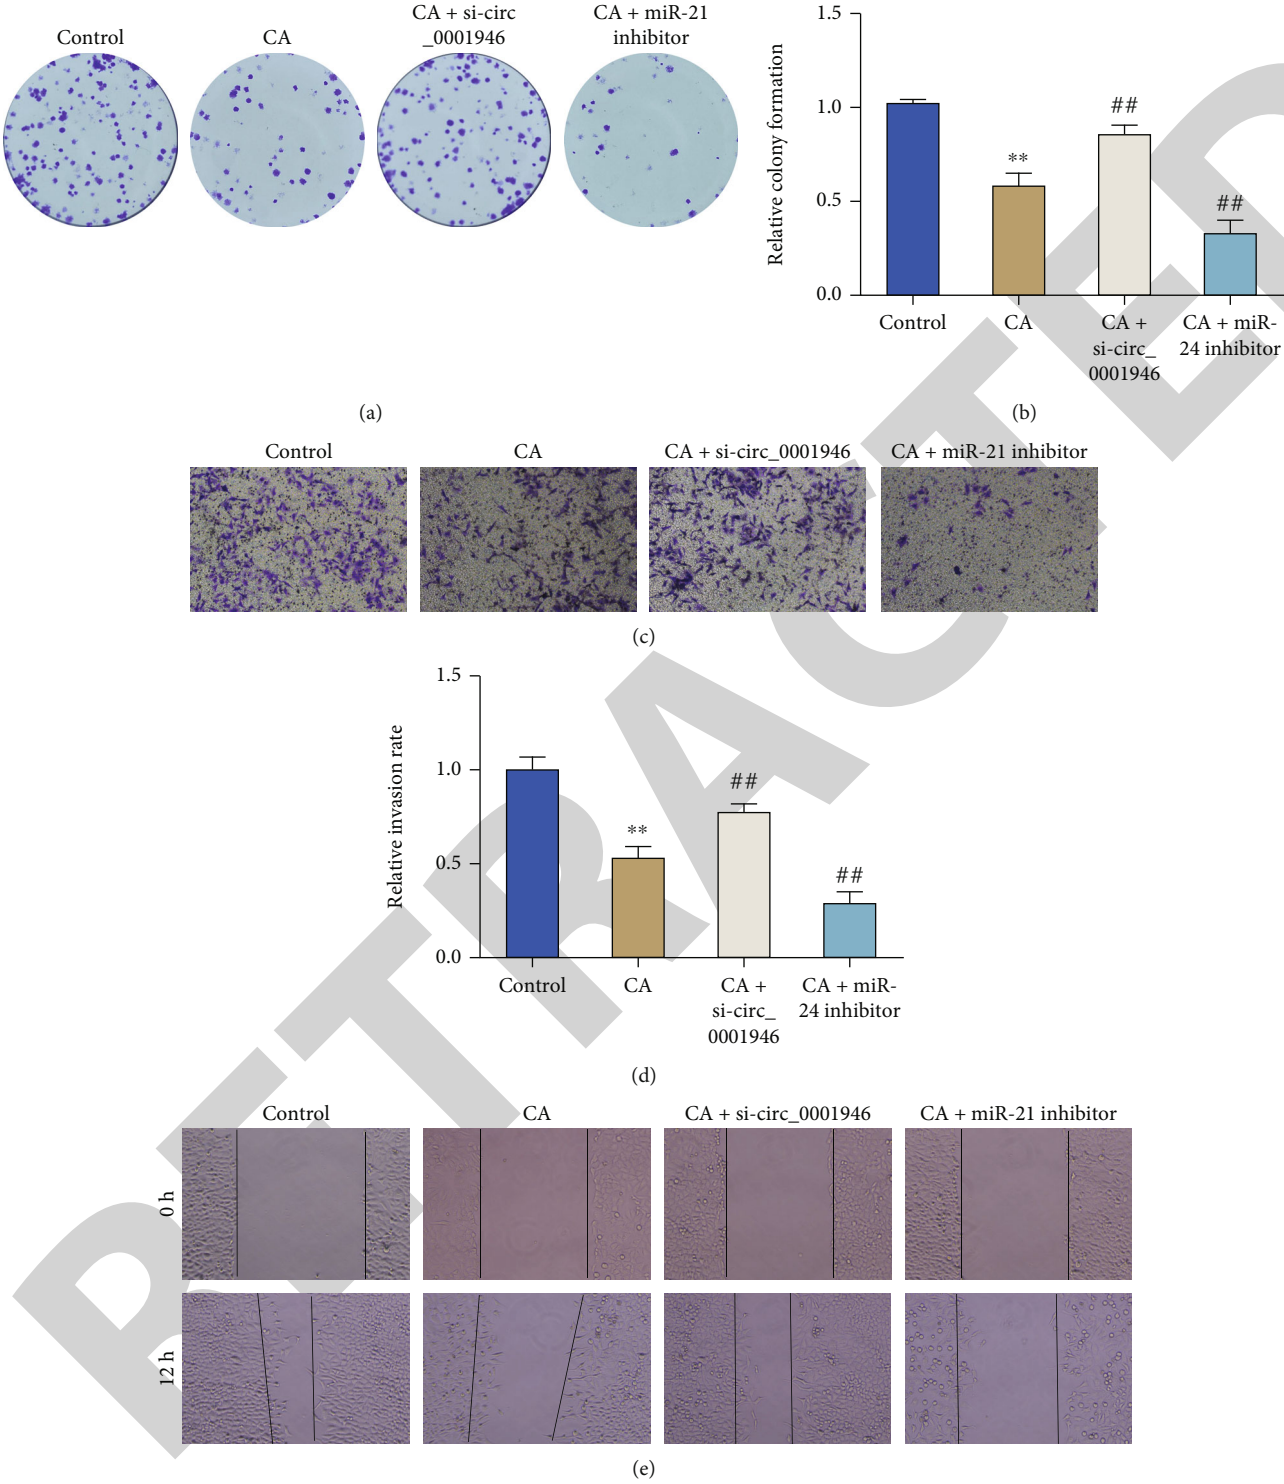 Control
CA
CA + si-circ
_0001946
CA + miR-21
inhibitor
(a)
Relative colony formation
1.5
1.0
0.5
0.0
**
##
##
Control
CA
CA +
si-circ_
0001946
CA + miR-
24 inhibitor
(b)
Control
CA
CA + si-circ_0001946
CA + miR-21 inhibitor
(c)
Relative invasion rate
1.5
1.0
0.5
0.0
**
##
##
Control
CA
CA +
si-circ_
0001946
CA + miR-
24 inhibitor
(d)
Control
CA
CA + si-circ_0001946
CA + miR-21 inhibitor
0 h
12 h
(e)
RETRACTED